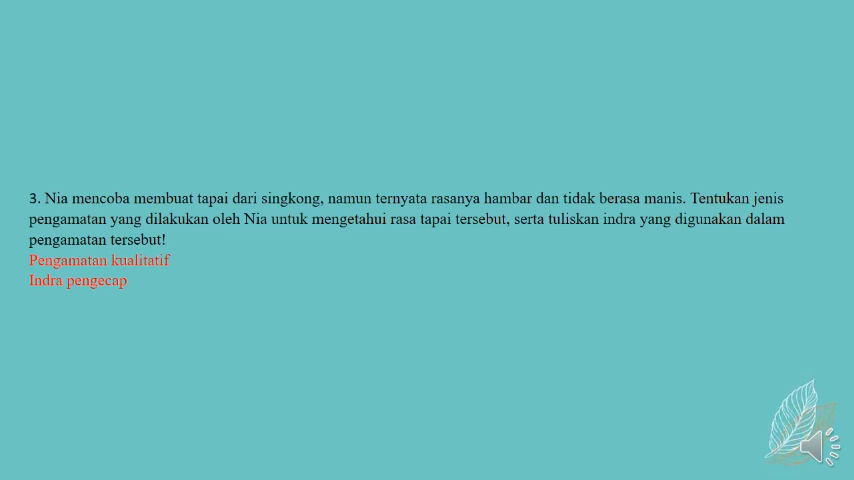 3. Nia mencoba membuat tapai dari singkong, namun ternyata rasanya hambar dan tidak berasa manis. Tentukan jenis
pengamatan yang dilakukan oleh Nia untuk mengetahui rasa tapai tersebut, serta tuliskan indra yang digunakan dalam
pengamatan tersebut!
Pengamatan kualitatif
Indra pengecap